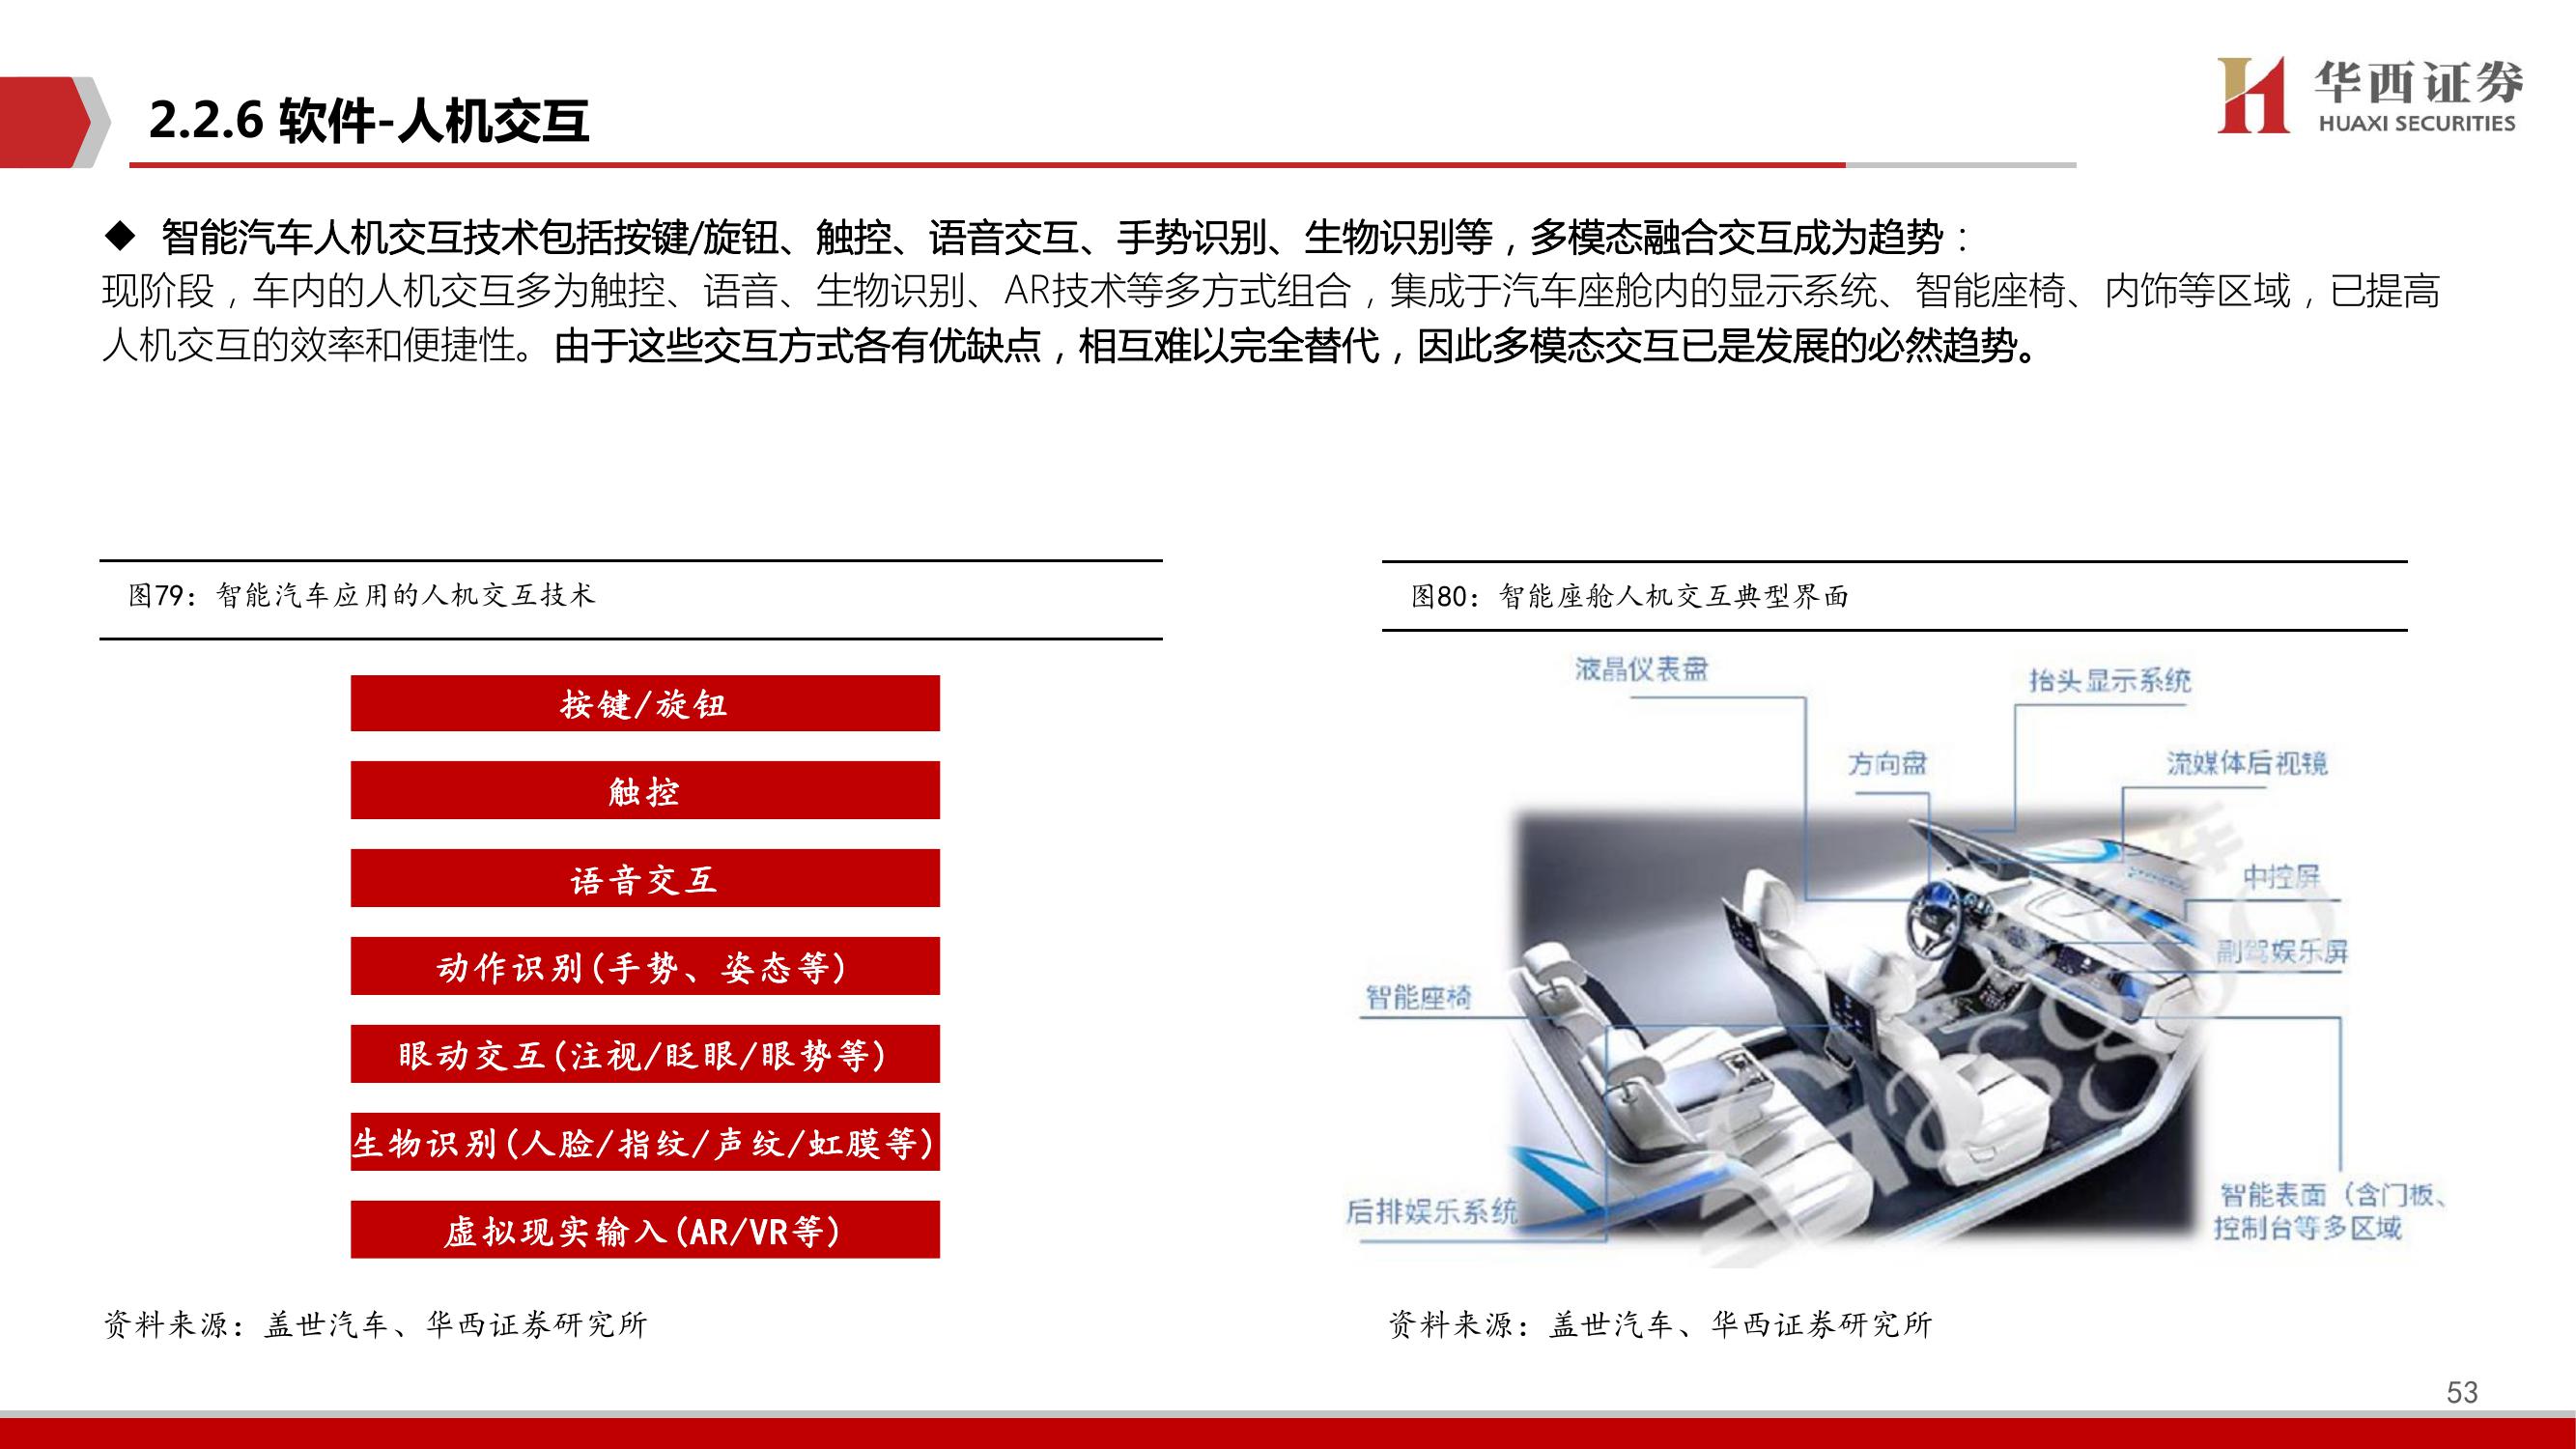 2.2.6 软件-人机交互
华西证券
HUAXI SECURITIES
◆ 智能汽车人机交互技术包括按键/旋钮、触控、语音交互、手势识别、生物识别等，多模态融合交互成为趋势：
现阶段，车内的人机交互多为触控、语音、生物识别、AR技术等多方式组合，集成于汽车座舱内的显示系统、智能座椅、内饰等区域，已提高
人机交互的效率和便捷性。由于这些交互方式各有优缺点，相互难以完全替代，因此多模态交互已是发展的必然趋势。
图79：智能汽车应用的人机交互技术
按键/旋钮
触控
语音交互
动作识别(手势、姿态等)
眼动交互(注视/眨眼/眼势等)
生物识别(人脸/指纹/声纹/虹膜等)
虚拟现实输入(AR/VR等)
资料来源：盖世汽车、华西证券研究所
图80：智能座舱人机交互典型界面
液晶仪表盘
抬头显示系统
方向盘
流媒体后视镜
中控屏
副驾娱乐屏
智能座椅
后排娱乐系统
智能表面（含门板、
控制台等多区域
Gasgoo
资料来源：盖世汽车、华西证券研究所
53